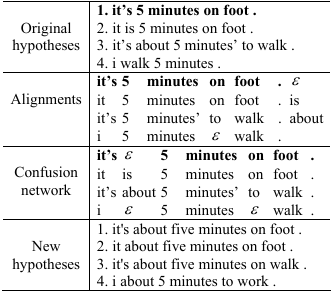 Original hypotheses
1. it's 5 minutes on foot .
2. it is 5 minutes on foot .
3. it's about 5 minutes' to walk .
4. i walk 5 minutes .
Alignments
it's 5 minutes on foot . ε
it 5 minutes on foot . is
it's 5 minutes' to walk . about
i 5 minutes ε walk .
Confusion network
it's ε 5 minutes on foot .
it is 5 minutes on foot .
it's about 5 minutes' to walk .
i ε 5 minutes ε walk .
New hypotheses
1. it's about five minutes on foot .
2. it about five minutes on foot .
3. it's about five minutes on walk .
4. i about 5 minutes to work .